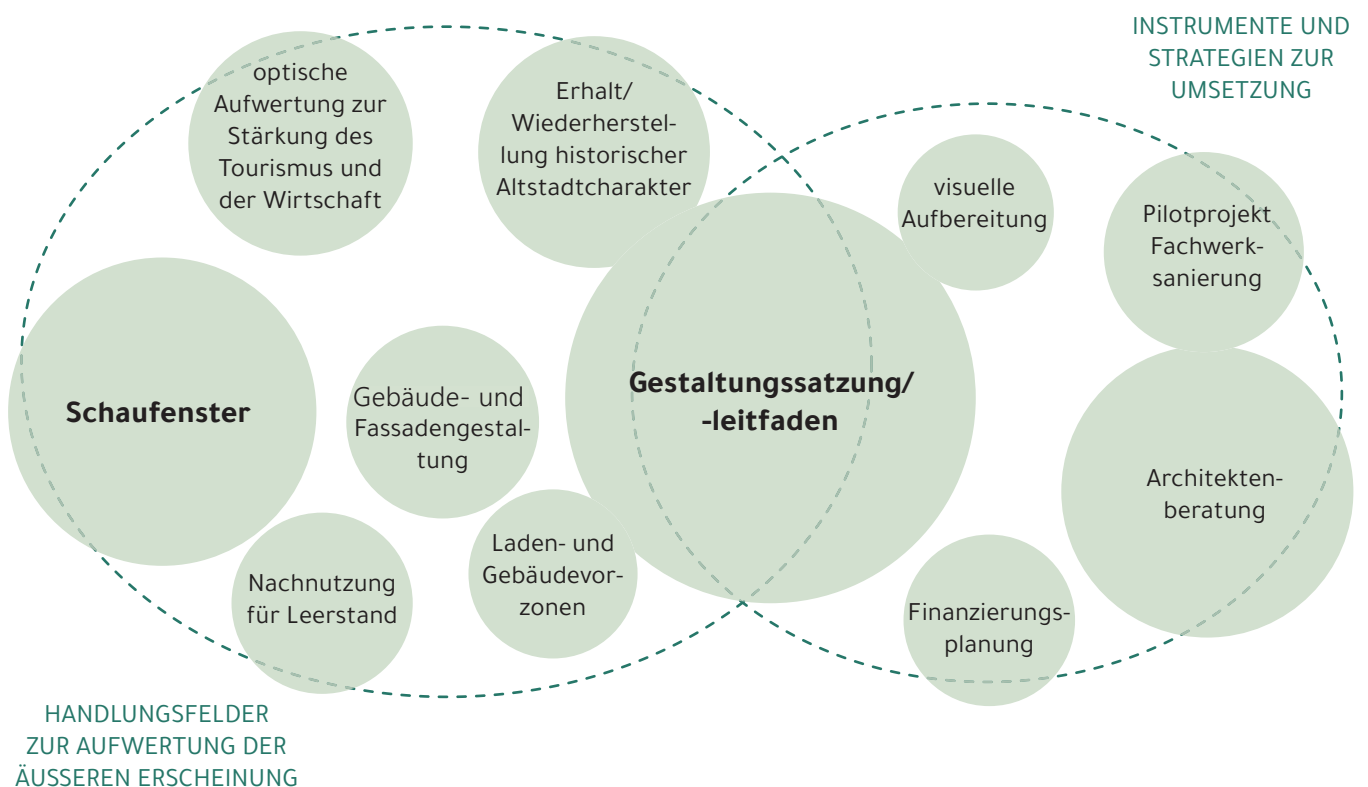 INSTRUMENTE UND
STRATEGIEN ZUR
UMSETZUNG
optische
Aufwertung zur
Stärkung des
Tourismus und
der Wirtschaft
Erhalt/
Wiederherstel-
lung historischer
Altstadtcharakter
visuelle
Aufbereitung
Pilotprojekt
Fachwerk-
sanierung
Schaufenster
Gebäude- und
Fassadengestal-
tung
Gestaltungssatzung/
-leitfaden
Architekten-
beratung
Nachnutzung
für Leerstand
Laden- und
Gebäudevor-
zonen
Finanzierungs-
planung
HANDLUNGSFELDER
ZUR AUFWERTUNG DER
ÄUSSEREN ERSCHEINUNG